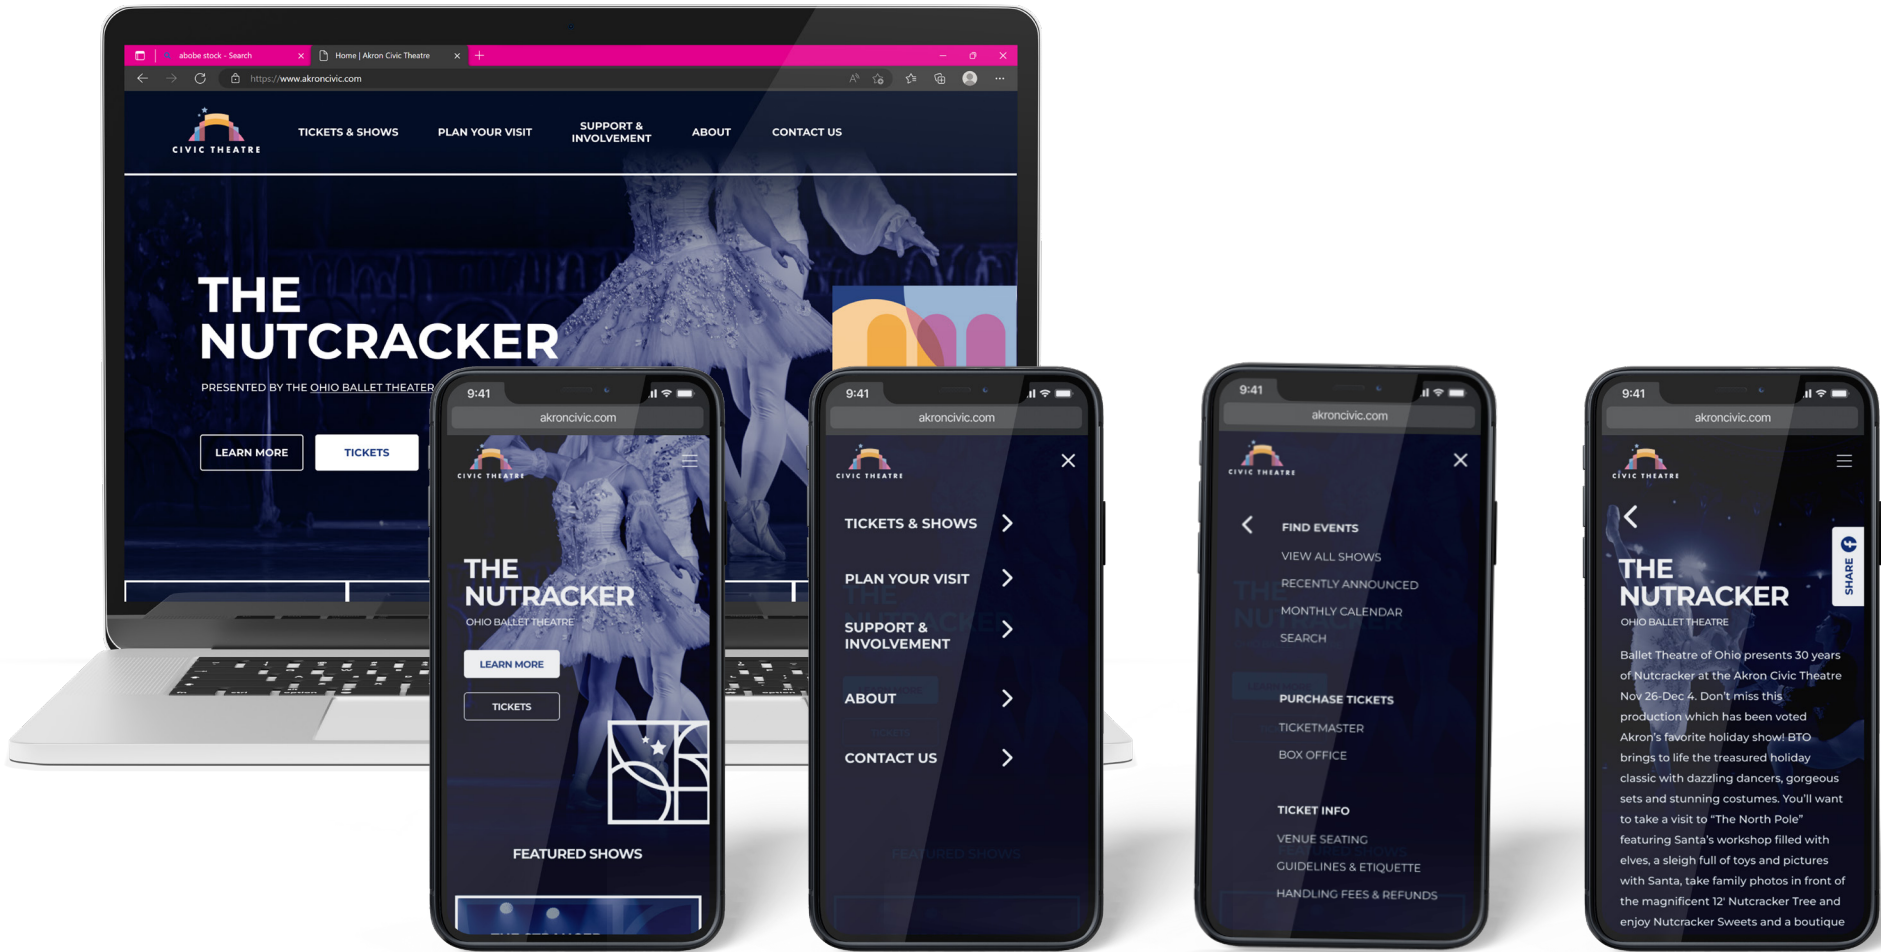 abobe stock - Search
Home | Akron Civic Theatre
https://www.akroncivic.com
CIVIC THEATRE
TICKETS & SHOWS
PLAN YOUR VISIT
SUPPORT &
INVOLVEMENT
ABOUT
CONTACT US
THE
NUTCRACKER
PRESENTED BY THE OHIO BALLET THEATER
LEARN MORE
TICKETS
9:41
akroncivic.com
CIVIC THEATRE
THE
NUTRACKER
OHIO BALLET THEATRE
LEARN MORE
TICKETS
FEATURED SHOWS
9:41
akroncivic.com
CIVIC THEATRE
TICKETS & SHOWS
PLAN YOUR VISIT
SUPPORT &
INVOLVEMENT
ABOUT
CONTACT US
FEATURED SHOWS
9:41
akroncivic.com
CIVIC THEATRE
FIND EVENTS
VIEW ALL SHOWS
RECENTLY ANNOUNCED
MONTHLY CALENDAR
SEARCH
PURCHASE TICKETS
TICKETMASTER
BOX OFFICE
TICKET INFO
VENUE SEATING
GUIDELINES & ETIQUETTE
HANDLING FEES & REFUNDS
9:41
akroncivic.com
CIVIC THEATRE
SHARE
THE
NUTRACKER
OHIO BALLET THEATRE
Ballet Theatre of Ohio presents 30 years
of Nutcracker at the Akron Civic Theatre
Nov 26-Dec 4. Don't miss this
production which has been voted
Akron's favorite holiday show! BTO
brings to life the treasured holiday
classic with dazzling dancers, gorgeous
sets and stunning costumes. You'll want
to take a visit to "The North Pole"
featuring Santa's workshop filled with
elves, a sleigh full of toys and pictures
with Santa, take family photos in front of
the magnificent 12' Nutcracker Tree and
enjoy Nutcracker Sweets and a boutique